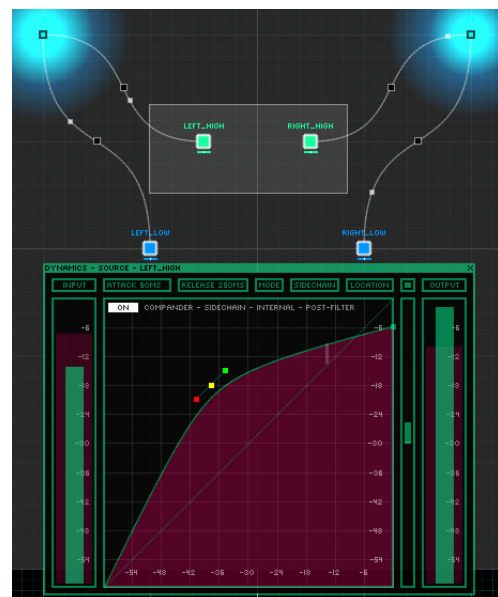 LEFT_HIGH
RIGHT_HIGH
LEFT_LOW
RIGHT_LOW
DYNAMICS - SOURCE - LEFT_HIGH X
INPUT ATTACK 50MS RELEASE 250MS MODE SIDECHAIN LOCATION OUTPUT
ON COMPANDER - SIDECHAIN - INTERNAL - POST-FILTER
-6 -6 -6
-12 -12 -12
-18 -18 -18
-24 -24 -24
-30 -30 -30
-36 -36 -36
-42 -42 -42
-48 -48 -48
-54 -54 -54
-54 -48 -42 -36 -30 -24 -18 -12 -6